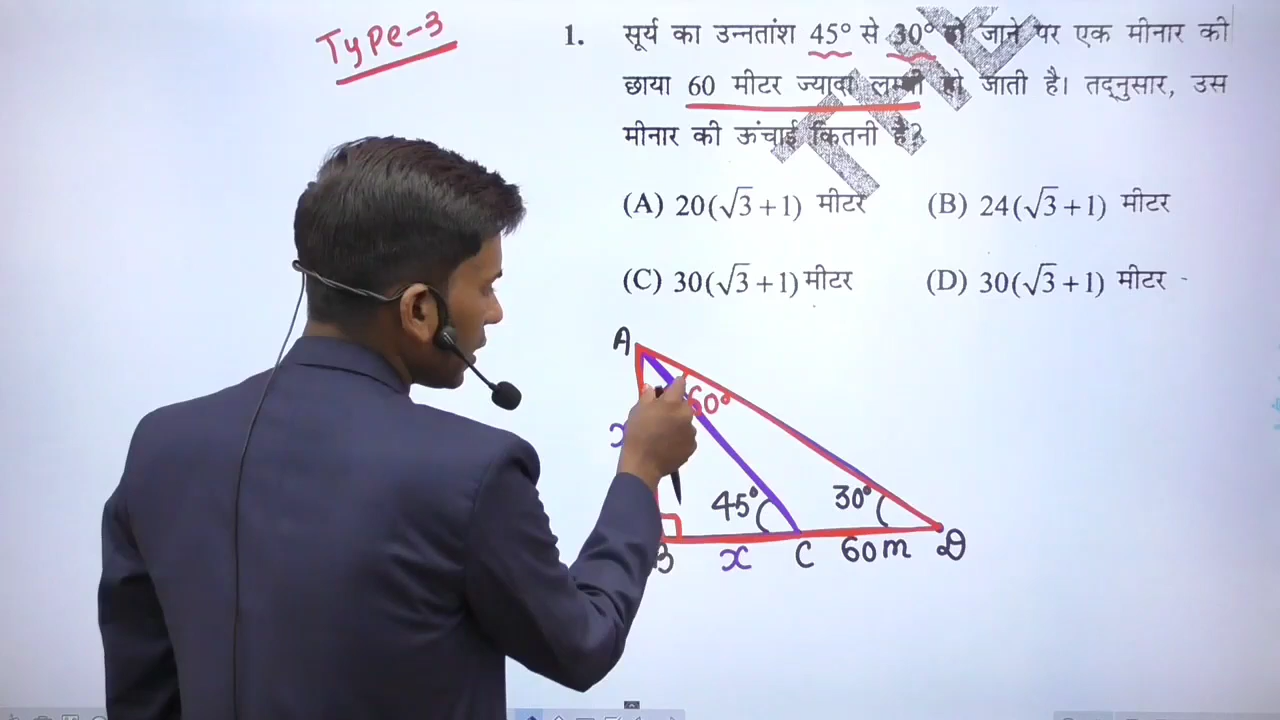 Type-3
1. सूर्य का उन्नतांश 45° से 30° हो जाने पर एक मीनार की
छाया 60 मीटर ज्यादा लम्बी हो जाती है। तद्नुसार, उस
मीनार की ऊंचाई कितनी है?
(A) 20(√3+1) मीटर (B) 24(√3+1) मीटर
(C) 30(√3+1) मीटर (D) 30(√3+1) मीटर
A
60°
x
45° 30°
B x C 60m D